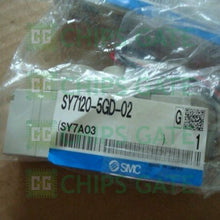 SY7120-5GD-02
SY7A03
G
1
SMC
CHIPS GATE